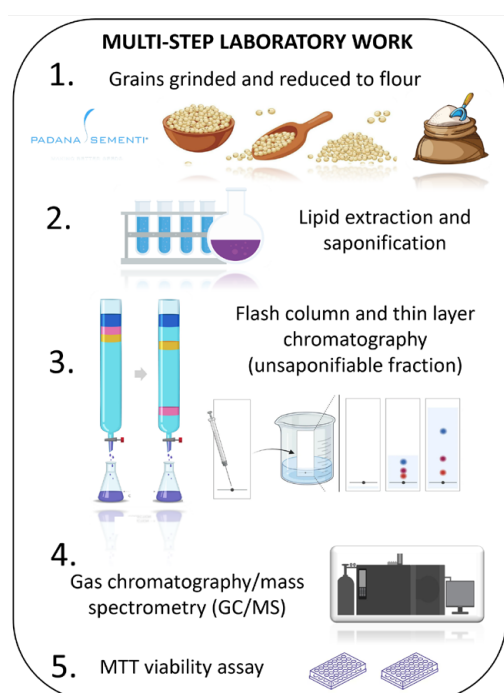 MULTI-STEP LABORATORY WORK
1.
Grains grinded and reduced to flour
PADANA SEMENTI
2.
Lipid extraction and
saponification
3.
Flash column and thin layer
chromatography
(unsaponifiable fraction)
4.
Gas chromatography/mass
spectrometry (GC/MS)
5.
MTT viability assay